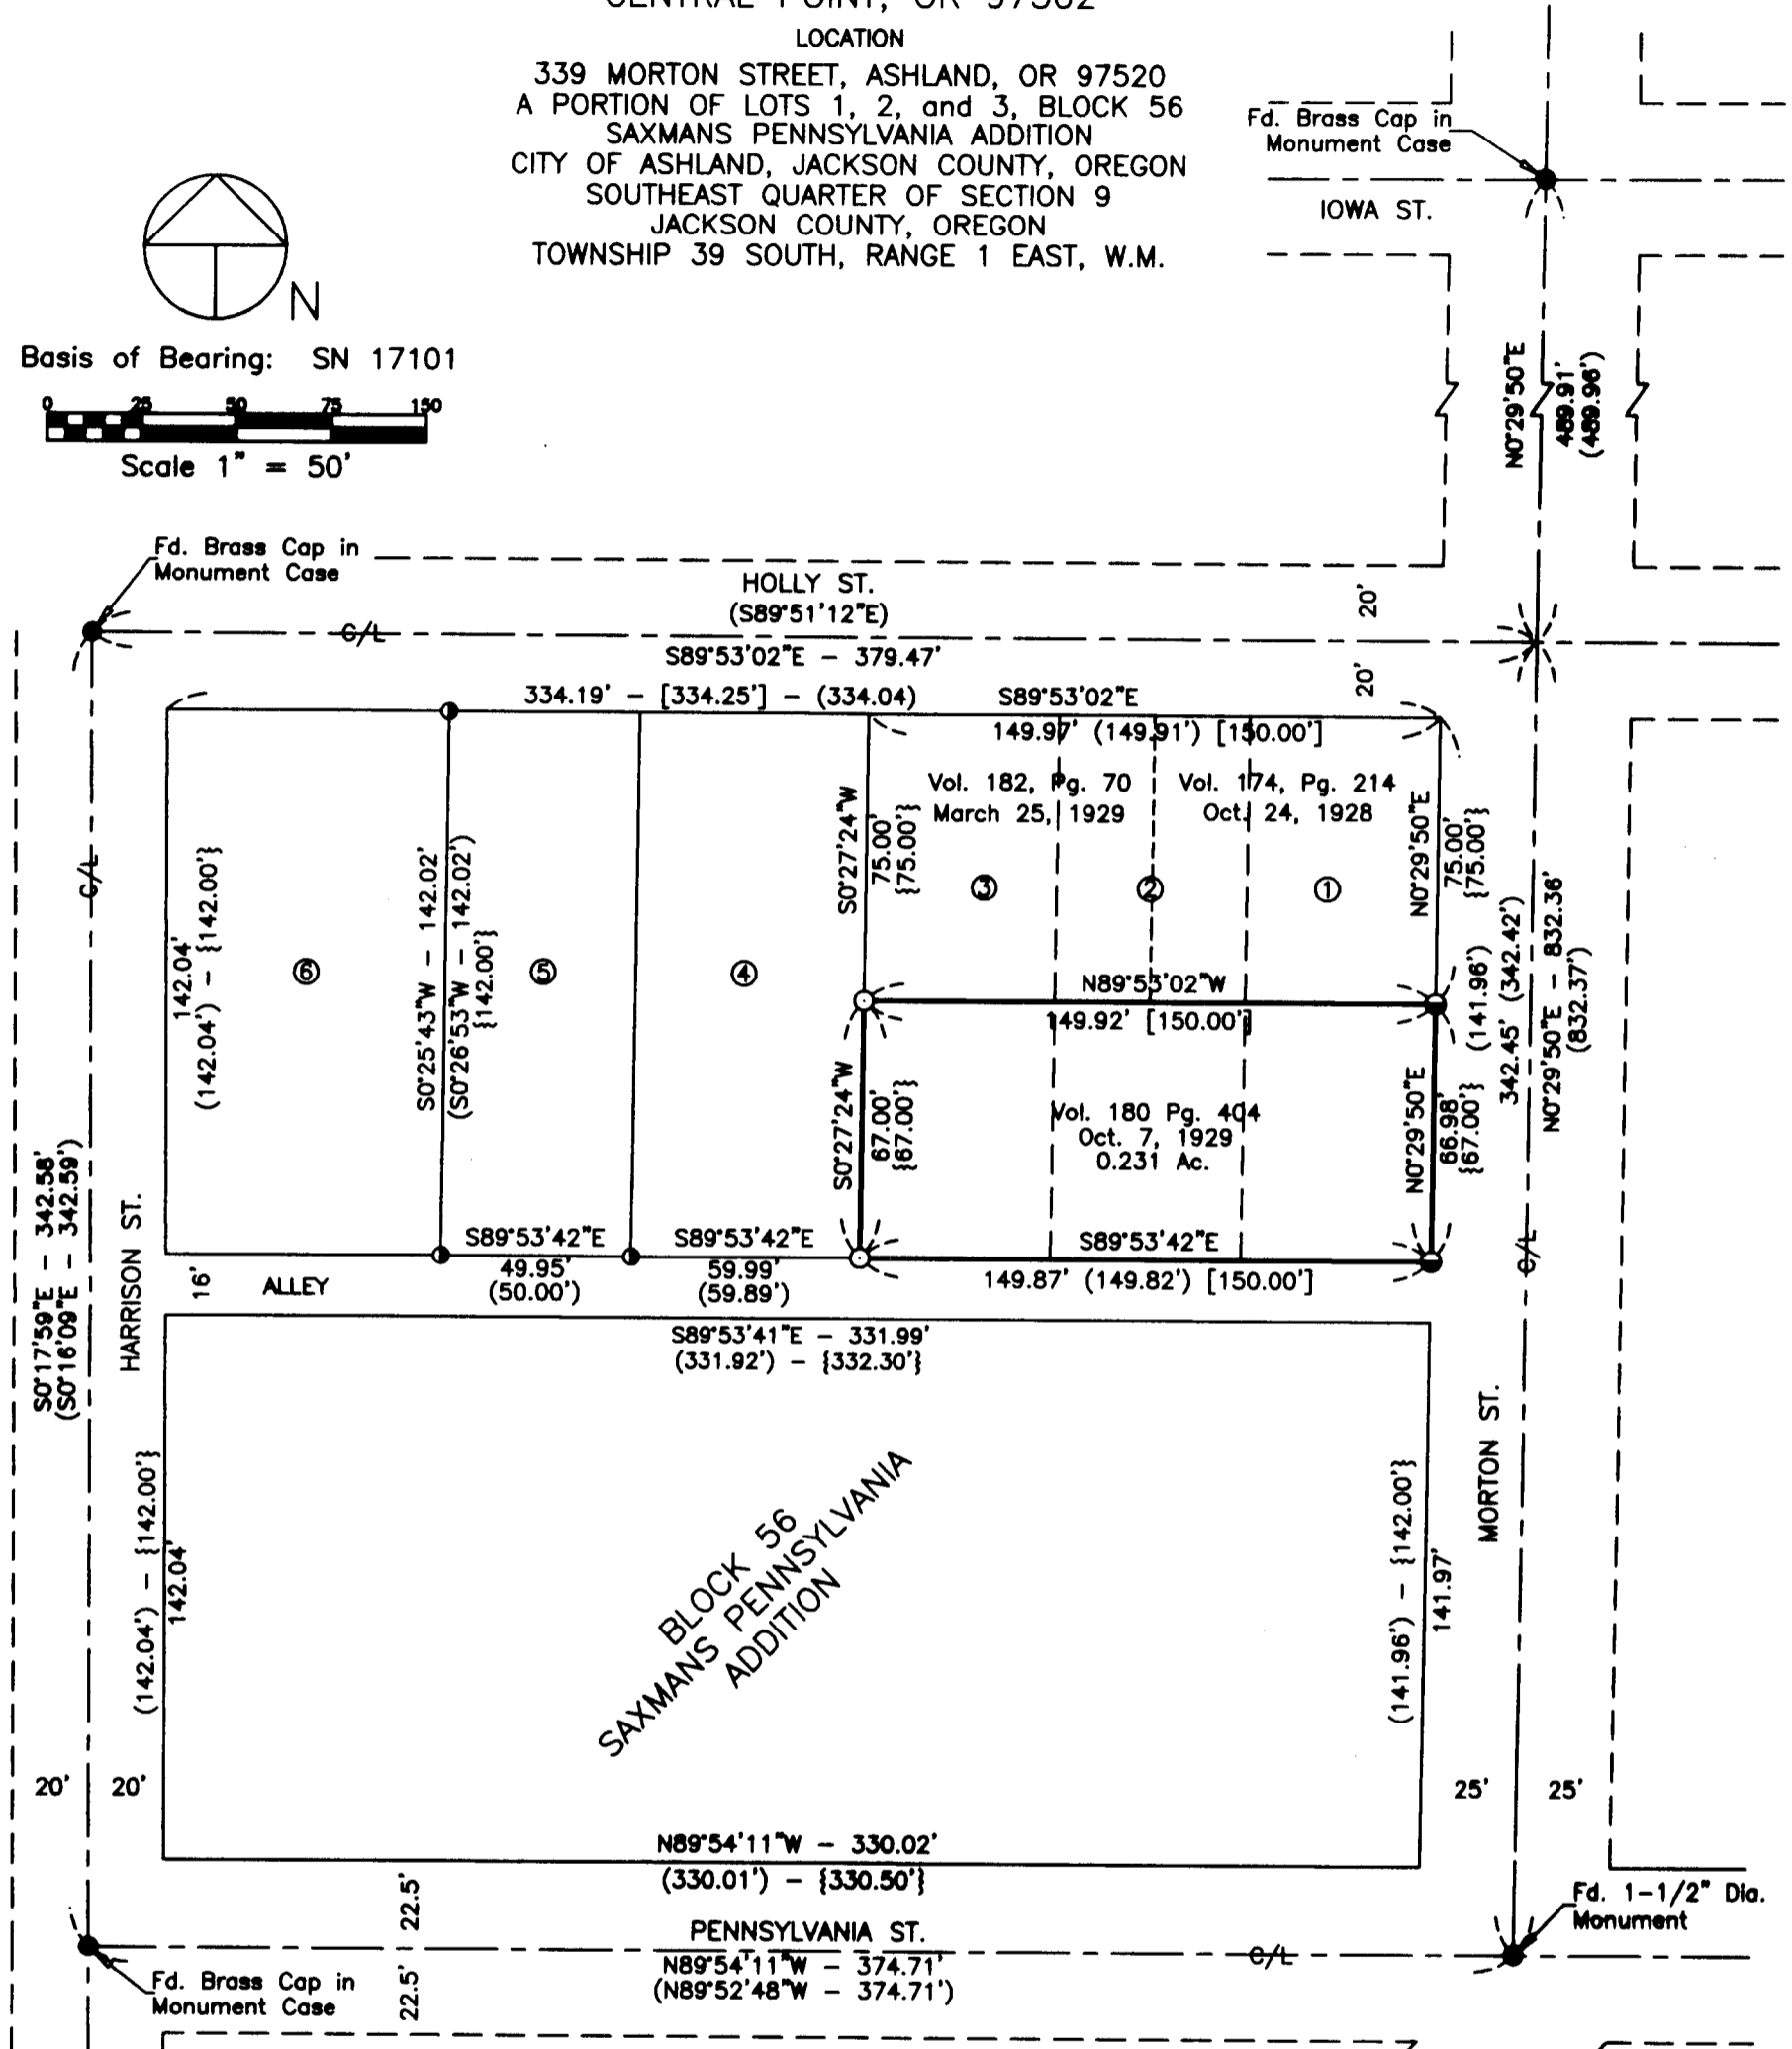 CENTRAL POINT, OR 97502
LOCATION
339 MORTON STREET, ASHLAND, OR 97520
A PORTION OF LOTS 1, 2, and 3, BLOCK 56
SAXMANS PENNSYLVANIA ADDITION
CITY OF ASHLAND, JACKSON COUNTY, OREGON
SOUTHEAST QUARTER OF SECTION 9
JACKSON COUNTY, OREGON
TOWNSHIP 39 SOUTH, RANGE 1 EAST, W.M.
Fd. Brass Cap in
Monument Case
IOWA ST.
N
Basis of Bearing: SN 17101
0 25 50 75 150
Scale 1" = 50'
N0°29'50"E
489.91'
(489.96')
Fd. Brass Cap in
Monument Case
HOLLY ST.
(S89°51'12"E)
20'
C/L
S89°53'02"E - 379.47'
20'
334.19' - [334.25'] - (334.04)
S89°53'02"E
149.97' (149.91') [150.00']
Vol. 182, Pg. 70
March 25, 1929
Vol. 174, Pg. 214
Oct. 24, 1928
S0°27'24"W
75.00'
{75.00'}
N0°29'50"E
75.00'
{75.00'}
C/L
142.04'
(142.04') - {142.00'}
S0°25'43"W - 142.02'
(S0°26'53"W - 142.02')
{142.00'}
6
5
4
3
2
1
N89°53'02"W
149.92' [150.00']
(141.96')
342.45' (342.42')
N0°29'50"E - 832.36'
(832.37')
S0°27'24"W
67.00'
{67.00'}
Vol. 180 Pg. 404
Oct. 7, 1929
0.231 Ac.
N0°29'50"E
66.98'
{67.00'}
C/L
S0°17'59"E - 342.58'
(S0°16'09"E - 342.59')
HARRISON ST.
S89°53'42"E
49.95'
(50.00')
S89°53'42"E
59.99'
(59.89')
S89°53'42"E
149.87' (149.82') [150.00']
16'
ALLEY
S89°53'41"E - 331.99'
(331.92') - {332.30'}
MORTON ST.
(142.04') - {142.00'}
142.04'
BLOCK 56
SAXMANS PENNSYLVANIA
ADDITION
(141.96') - {142.00'}
141.97'
20'
20'
25'
25'
N89°54'11"W - 330.02'
(330.01') - {330.50'}
22.5'
Fd. 1-1/2" Dia.
Monument
PENNSYLVANIA ST.
C/L
N89°54'11"W - 374.71'
(N89°52'48"W - 374.71')
22.5'
Fd. Brass Cap in
Monument Case